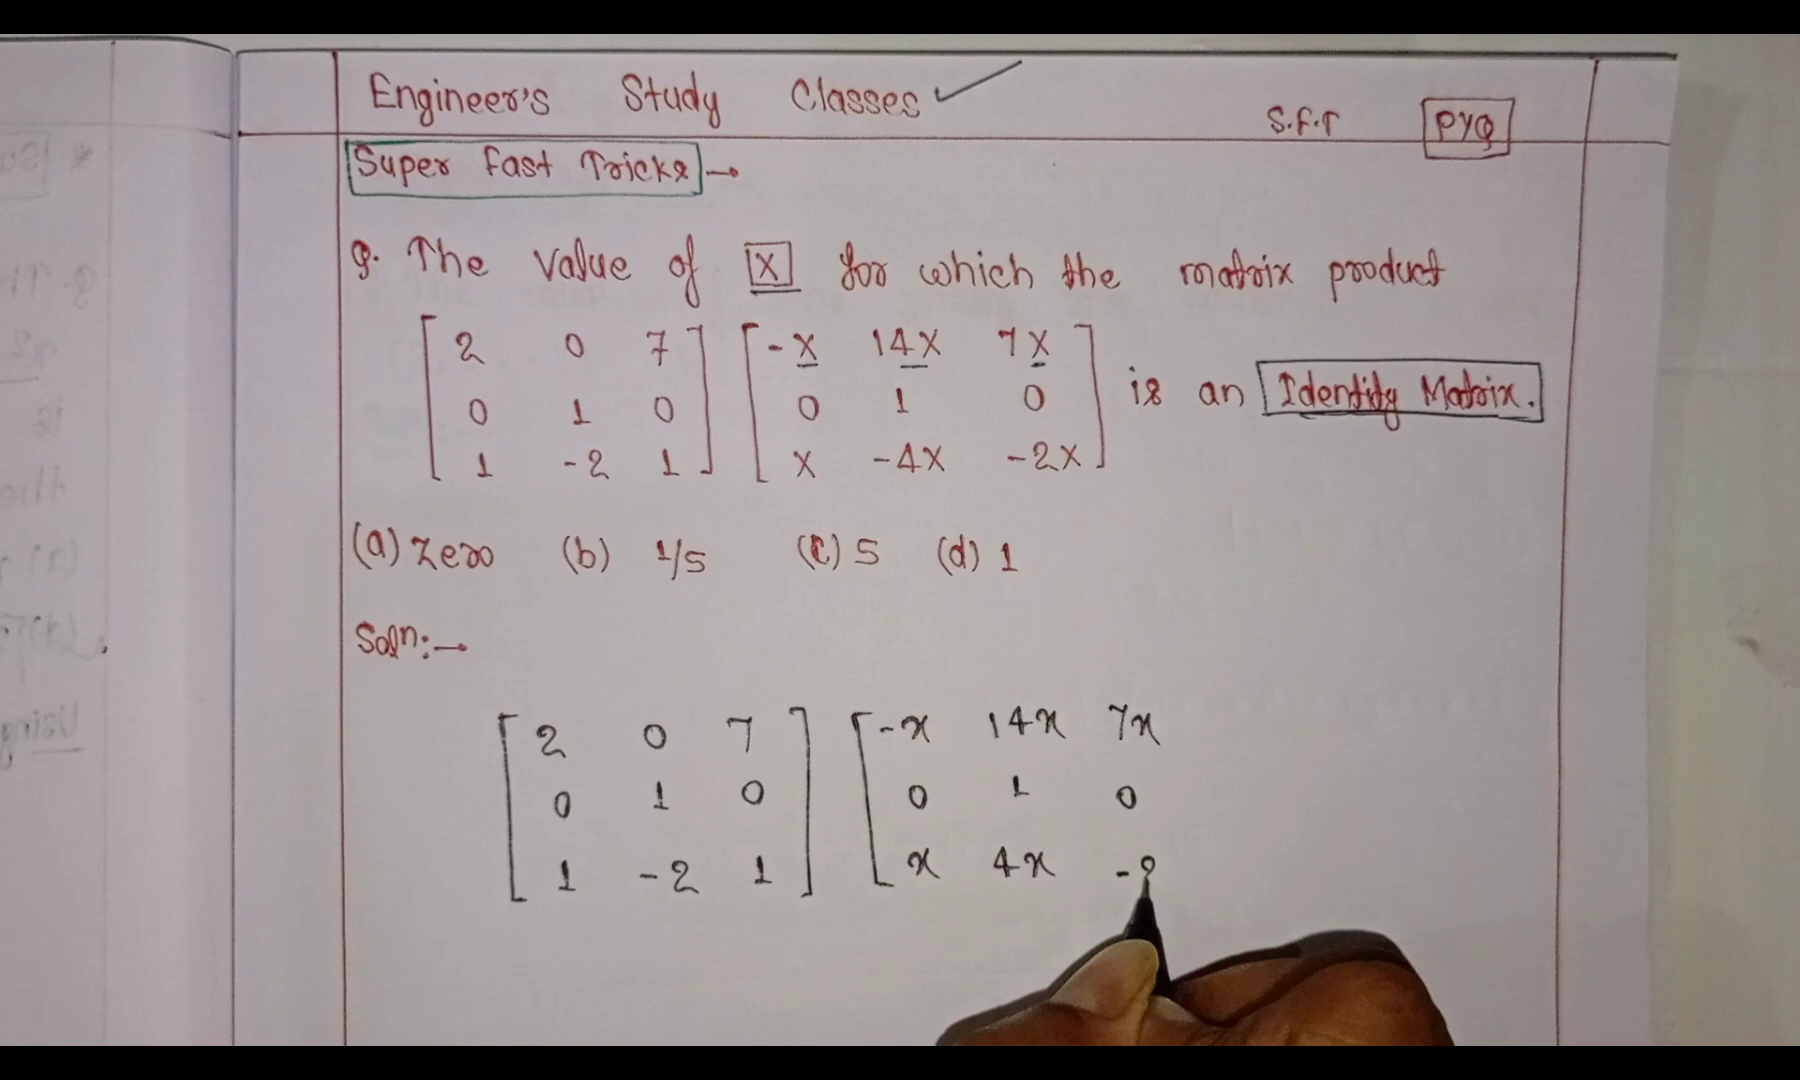 Engineer's Study Classes ✓
S.F.T PYQ
Super Fast Tricks →
Q. The value of X for which the matrix product
[ 2 0 7 ] [ -X 14X 7X ]
0 1 0 0 1 0 is an Identity Matrix.
1 -2 1 X -4X -2X
(a) Zero (b) 1/5 (c) 5 (d) 1
Soln:→
[ 2 0 7 ] [ -x 14x 7x
0 1 0 0 1 0
1 -2 1 x 4x -2